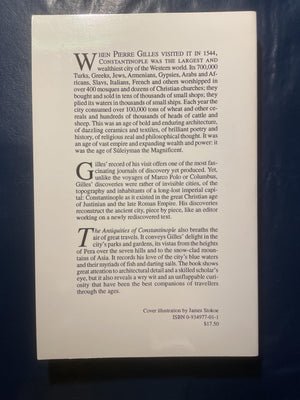 WHEN PIERRE GILLES VISITED IT IN 1544,
CONSTANTINOPLE WAS THE LARGEST AND
wealthiest city of the Western world. Its 700,000
Turks, Greeks, Jews, Armenians, Gypsies, Arabs and Af-
ricans, Slavs, Italians, French and others worshipped in
over 400 mosques and dozens of Christian churches; they
bought and sold in tens of thousands of small shops; they
plied its waters in thousands of small ships. Each year the
city consumed over 100,000 tons of wheat and other ce-
reals and hundreds of thousands of heads of cattle and
sheep. This was an age of bold and enduring architecture,
of dazzling ceramics and textiles, of brilliant poetry and
history, of religious zeal and philosophical thought. It was
an age of vast empire and expanding wealth and power: it
was the age of Süleiyman the Magnificent.
Gilles' record of his visit offers one of the most fas-
cinating journals of discovery yet produced. Yet,
unlike the voyages of Marco Polo or Columbus,
Gilles' discoveries were rather of invisible cities, of the
topography and inhabitants of a long-lost imperial capi-
tal: Constantinople as it existed in the great Christian age
of Justinian and the late Roman Empire. His discoveries
reconstruct the ancient city, piece by piece, like an editor
working on a newly rediscovered text.
The Antiquities of Constantinople also breaths the
air of great travels. It conveys Gilles' delight in the
city's parks and gardens, its vistas from the heights
of Pera over the seven hills and to the snow-clad moun-
tains of Asia. It records his love of the city's blue waters
and their myriads of fish and darting sails. The book shows
great attention to architectural detail and a skilled scholar's
eye, but it also reveals a wry wit and an unflappable curi-
osity that have been the best companions of travellers
through the ages.
Cover illustration by James Stokoe
ISBN 0-934977-01-1
$17.50